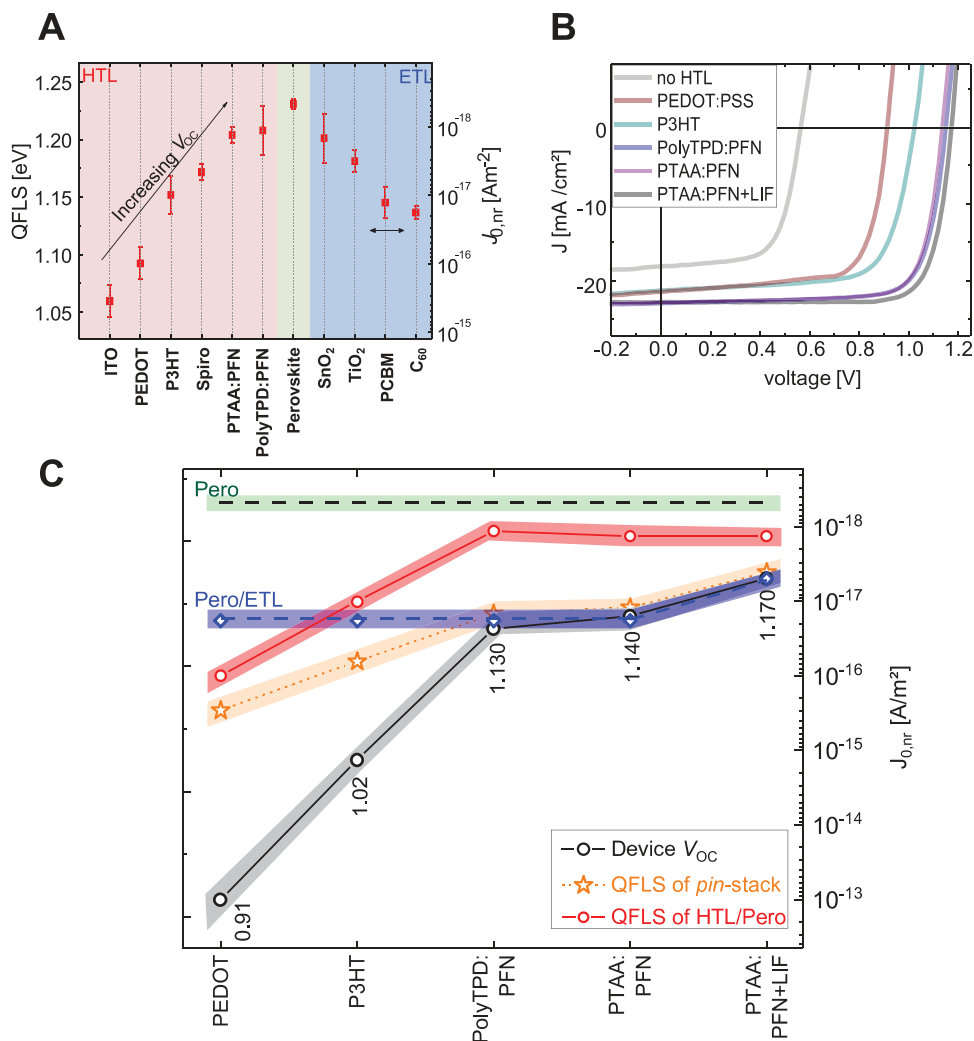 A
HTL
ETL
Increasing VOC
QFLS [eV]
1.25
1.20
1.15
1.10
1.05
10-18
10-17
10-16
10-15
J0,nr [Am-2]
ITO
PEDOT
P3HT
Spiro
PTAA:PFN
PolyTPD:PFN
Perovskite
SnO2
TiO2
PCBM
C60
B
no HTL
PEDOT:PSS
P3HT
PolyTPD:PFN
PTAA:PFN
PTAA:PFN+LIF
J [mA /cm²]
0
-10
-20
-0.2
0.0
0.2
0.4
0.6
0.8
1.0
1.2
voltage [V]
C
Pero
Pero/ETL
0.91
1.02
1.130
1.140
1.170
10-18
10-17
10-16
10-15
10-14
10-13
J0,nr [A/m²]
Device VOC
QFLS of pin-stack
QFLS of HTL/Pero
PEDOT
P3HT
PolyTPD:
PFN
PTAA:
PFN
PTAA:
PFN+LIF